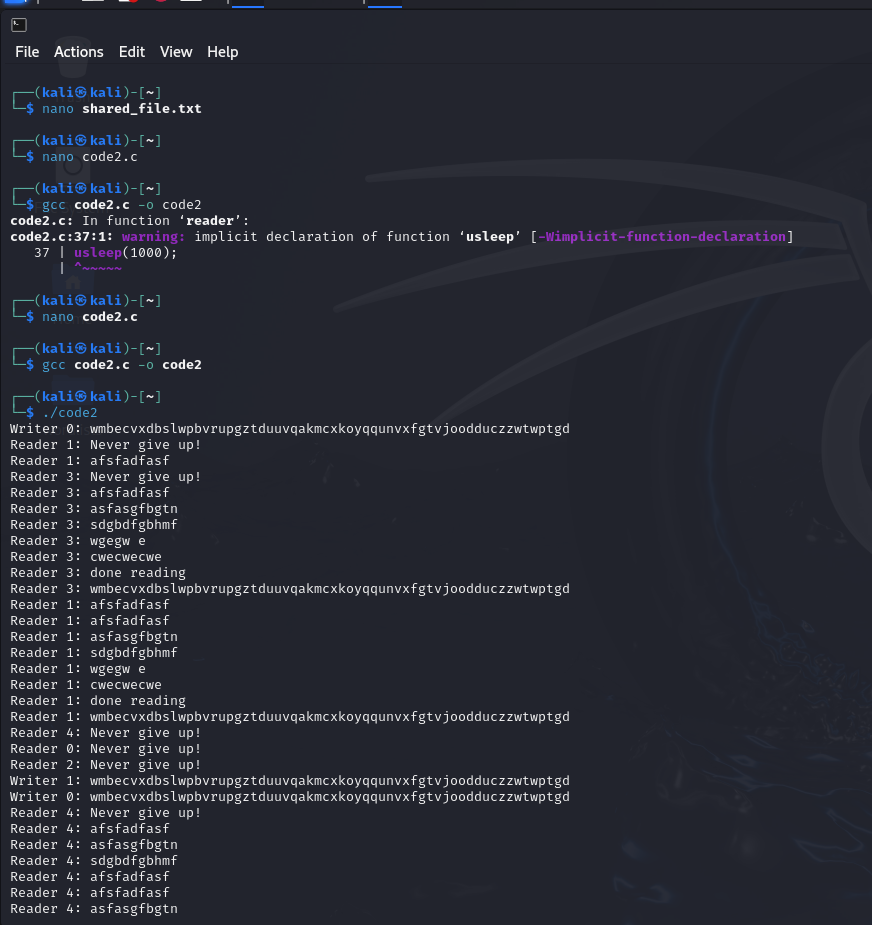 File Actions Edit View Help
┌──(kali㉿kali)-[~]
└─$ nano shared_file.txt
┌──(kali㉿kali)-[~]
└─$ nano code2.c
┌──(kali㉿kali)-[~]
└─$ gcc code2.c -o code2
code2.c: In function ‘reader’:
code2.c:37:1: warning: implicit declaration of function ‘usleep’ [-Wimplicit-function-declaration]
   37 | usleep(1000);
      | ^~~~~~
┌──(kali㉿kali)-[~]
└─$ nano code2.c
┌──(kali㉿kali)-[~]
└─$ gcc code2.c -o code2
┌──(kali㉿kali)-[~]
└─$ ./code2
Writer 0: wmbecvxdbslwpbvrupgztduuvqakmcxkoyqqunvxfgtvjoodduczzwtwptgd
Reader 1: Never give up!
Reader 1: afsfadfasf
Reader 3: Never give up!
Reader 3: afsfadfasf
Reader 3: asfasgfbgtn
Reader 3: sdgbdfgbhmf
Reader 3: wgegw e
Reader 3: cwecwecwe
Reader 3: done reading
Reader 3: wmbecvxdbslwpbvrupgztduuvqakmcxkoyqqunvxfgtvjoodduczzwtwptgd
Reader 1: afsfadfasf
Reader 1: afsfadfasf
Reader 1: asfasgfbgtn
Reader 1: sdgbdfgbhmf
Reader 1: wgegw e
Reader 1: cwecwecwe
Reader 1: done reading
Reader 1: wmbecvxdbslwpbvrupgztduuvqakmcxkoyqqunvxfgtvjoodduczzwtwptgd
Reader 4: Never give up!
Reader 0: Never give up!
Reader 2: Never give up!
Writer 1: wmbecvxdbslwpbvrupgztduuvqakmcxkoyqqunvxfgtvjoodduczzwtwptgd
Writer 0: wmbecvxdbslwpbvrupgztduuvqakmcxkoyqqunvxfgtvjoodduczzwtwptgd
Reader 4: Never give up!
Reader 4: afsfadfasf
Reader 4: asfasgfbgtn
Reader 4: sdgbdfgbhmf
Reader 4: afsfadfasf
Reader 4: afsfadfasf
Reader 4: asfasgfbgtn